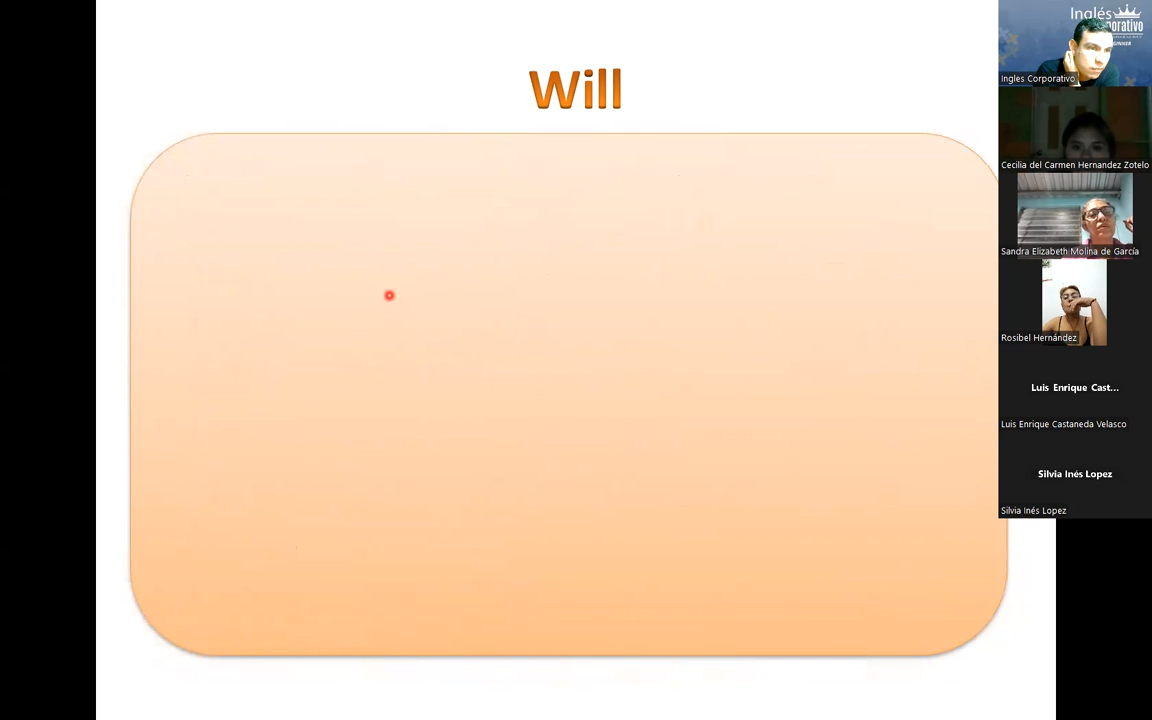 Will
Inglés
Corporativo
Ingles Corporativo
Cecilia del Carmen Hernandez Zotelo
Sandra Elizabeth Molina de García
Rosibel Hernández
Luis Enrique Cast...
Luis Enrique Castaneda Velasco
Silvia Inés Lopez
Silvia Inés Lopez